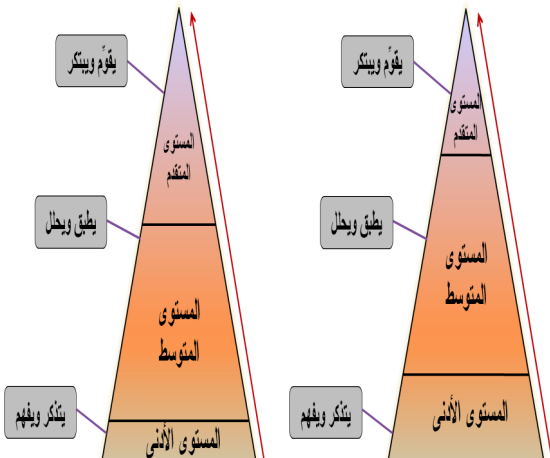 يقوِّم ويبتكر
المستوى
المتقدم
يطبق ويحلل
المستوى
المتوسط
يتذكر ويفهم
المستوى الأدنى
يقوِّم ويبتكر
المستوى
المتقدم
يطبق ويحلل
المستوى
المتوسط
يتذكر ويفهم
المستوى الأدنى